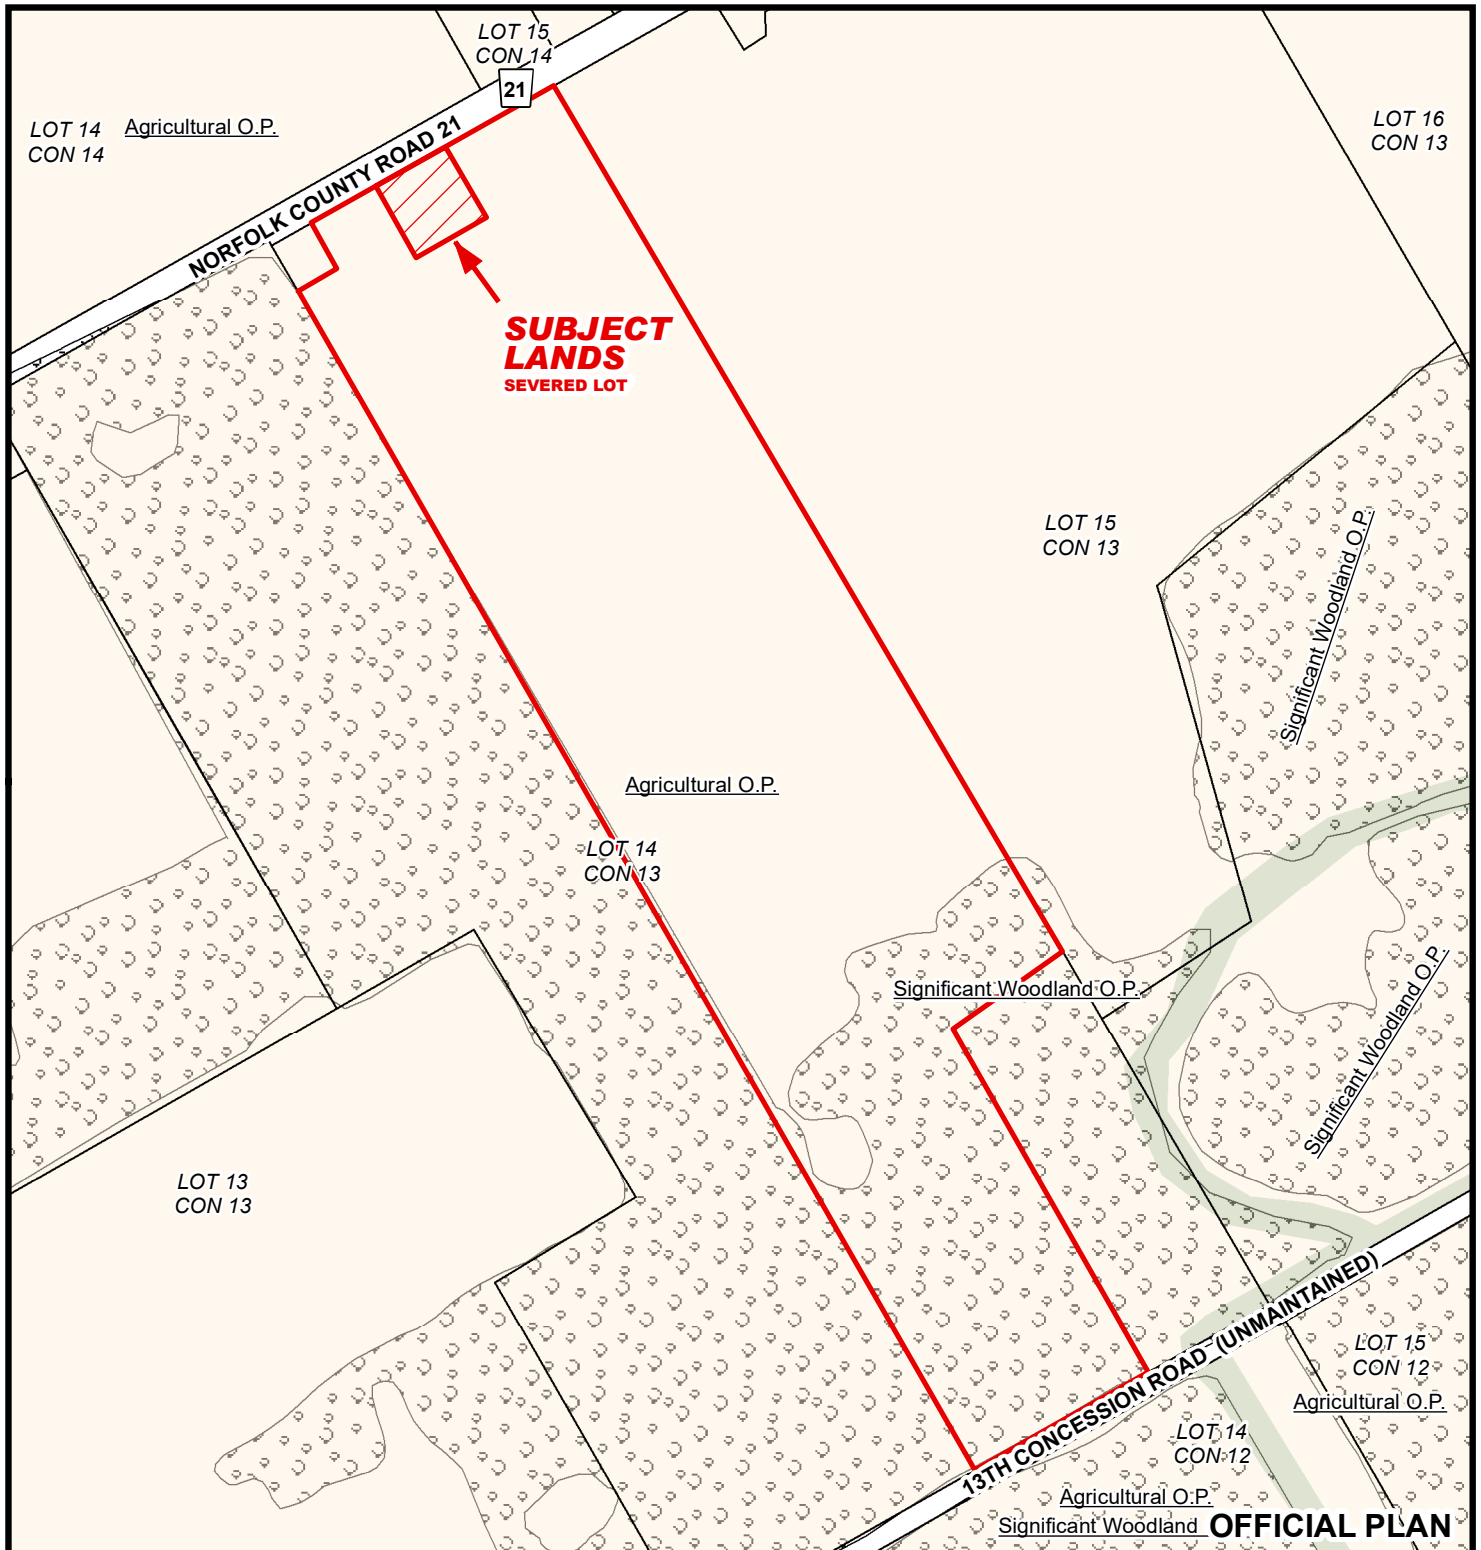 LOT 15
CON 14
21
LOT 14
CON 14
Agricultural O.P.
NORFOLK COUNTY ROAD 21
LOT 16
CON 13
SUBJECT
LANDS
SEVERED LOT
LOT 15
CON 13
Significant Woodland O.P.
Agricultural O.P.
LOT 14
CON 13
Significant Woodland O.P.
Significant Woodland O.P.
LOT 13
CON 13
13TH CONCESSION ROAD (UNMAINTAINED)
LOT 15
CON 12
Agricultural O.P.
LOT 14
CON 12
Agricultural O.P.
Significant Woodland
OFFICIAL PLAN